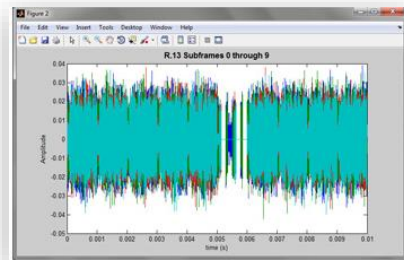 Figure 2
File Edit View Insert Tools Desktop Window Help
R.13 Subframes 0 through 9
0.04
0.03
0.02
0.01
0
-0.01
-0.02
-0.03
-0.04
-0.05
Amplitude
0 0.001 0.002 0.003 0.004 0.005 0.006 0.007 0.008 0.009 0.01
time (s)